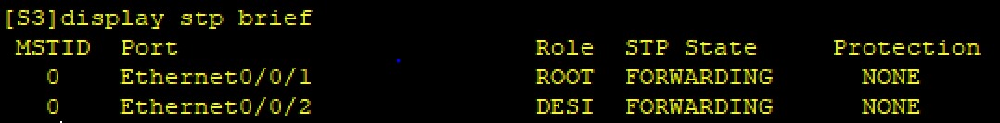 [S3]display stp brief
MSTID Port Role STP State Protection
0 Ethernet0/0/1 ROOT FORWARDING NONE
0 Ethernet0/0/2 DESI FORWARDING NONE